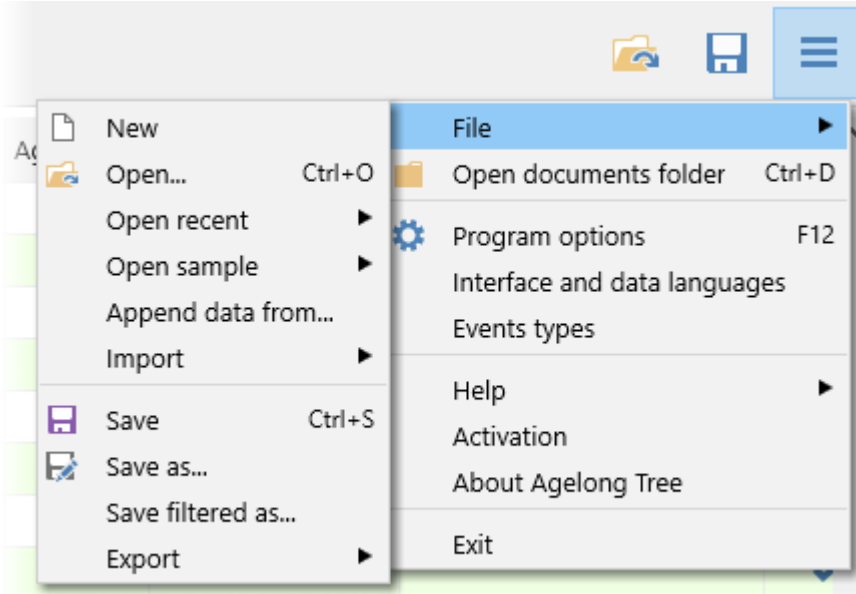 Ag
New
Open... Ctrl+O
Open recent
Open sample
Append data from...
Import
Save Ctrl+S
Save as...
Save filtered as...
Export
File
Open documents folder Ctrl+D
Program options F12
Interface and data languages
Events types
Help
Activation
About Agelong Tree
Exit